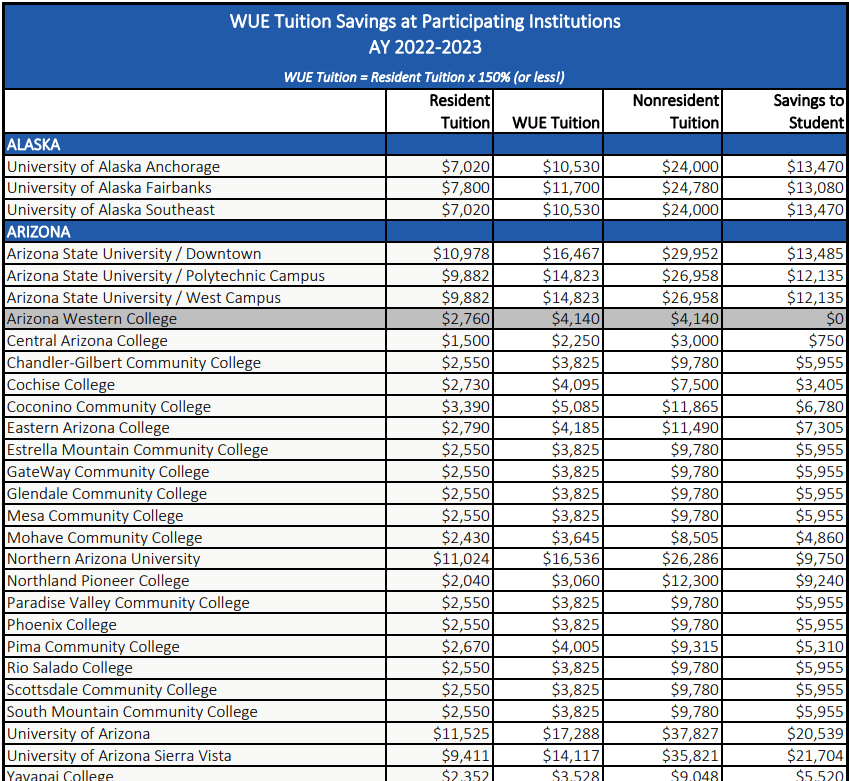 WUE Tuition Savings at Participating Institutions
AY 2022-2023
WUE Tuition = Resident Tuition x 150% (or less!)
Resident Tuition WUE Tuition Nonresident Tuition Savings to Student
ALASKA
University of Alaska Anchorage $7,020 $10,530 $24,000 $13,470
University of Alaska Fairbanks $7,800 $11,700 $24,780 $13,080
University of Alaska Southeast $7,020 $10,530 $24,000 $13,470
ARIZONA
Arizona State University / Downtown $10,978 $16,467 $29,952 $13,485
Arizona State University / Polytechnic Campus $9,882 $14,823 $26,958 $12,135
Arizona State University / West Campus $9,882 $14,823 $26,958 $12,135
Arizona Western College $2,760 $4,140 $4,140 $0
Central Arizona College $1,500 $2,250 $3,000 $750
Chandler-Gilbert Community College $2,550 $3,825 $9,780 $5,955
Cochise College $2,730 $4,095 $7,500 $3,405
Coconino Community College $3,390 $5,085 $11,865 $6,780
Eastern Arizona College $2,790 $4,185 $11,490 $7,305
Estrella Mountain Community College $2,550 $3,825 $9,780 $5,955
GateWay Community College $2,550 $3,825 $9,780 $5,955
Glendale Community College $2,550 $3,825 $9,780 $5,955
Mesa Community College $2,550 $3,825 $9,780 $5,955
Mohave Community College $2,430 $3,645 $8,505 $4,860
Northern Arizona University $11,024 $16,536 $26,286 $9,750
Northland Pioneer College $2,040 $3,060 $12,300 $9,240
Paradise Valley Community College $2,550 $3,825 $9,780 $5,955
Phoenix College $2,550 $3,825 $9,780 $5,955
Pima Community College $2,670 $4,005 $9,315 $5,310
Rio Salado College $2,550 $3,825 $9,780 $5,955
Scottsdale Community College $2,550 $3,825 $9,780 $5,955
South Mountain Community College $2,550 $3,825 $9,780 $5,955
University of Arizona $11,525 $17,288 $37,827 $20,539
University of Arizona Sierra Vista $9,411 $14,117 $35,821 $21,704
Yavapai College $2,352 $3,528 $9,048 $5,520